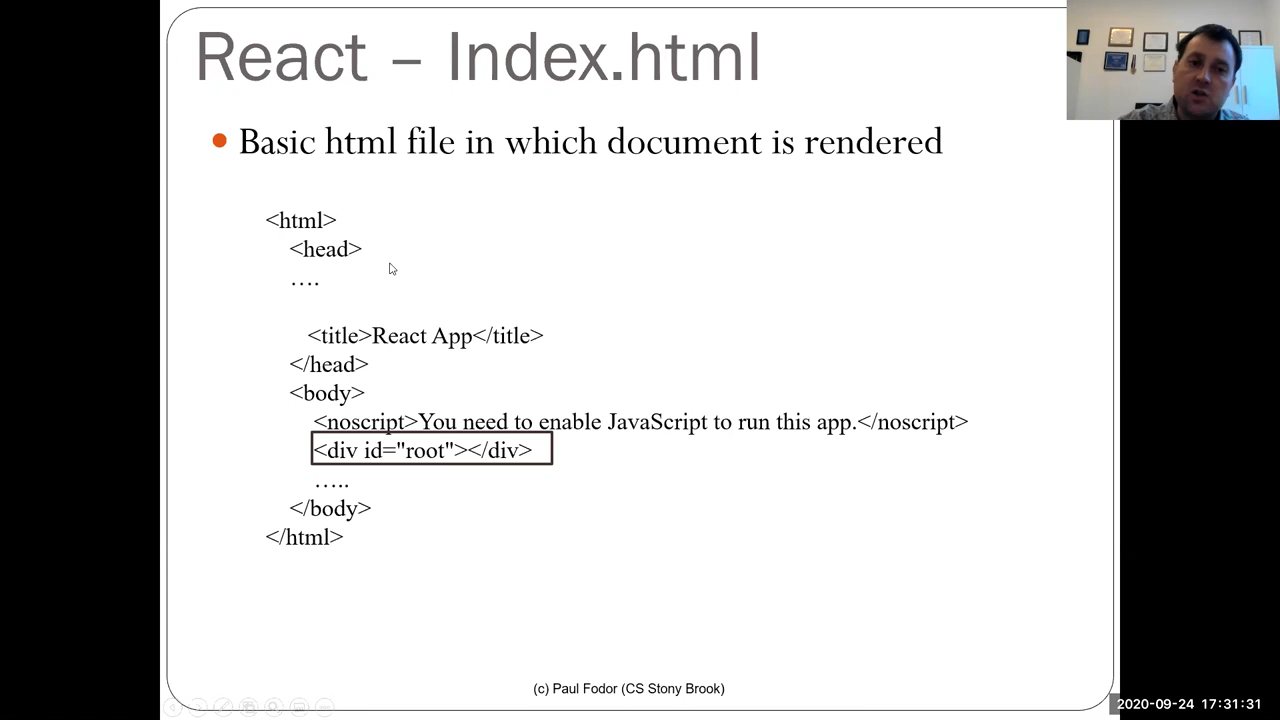 React – Index.html
Basic html file in which document is rendered
<html>
<head>
….
<title>React App</title>
</head>
<body>
<noscript>You need to enable JavaScript to run this app.</noscript>
<div id="root"></div>
…..
</body>
</html>
(c) Paul Fodor (CS Stony Brook)
2020-09-24 17:31:31